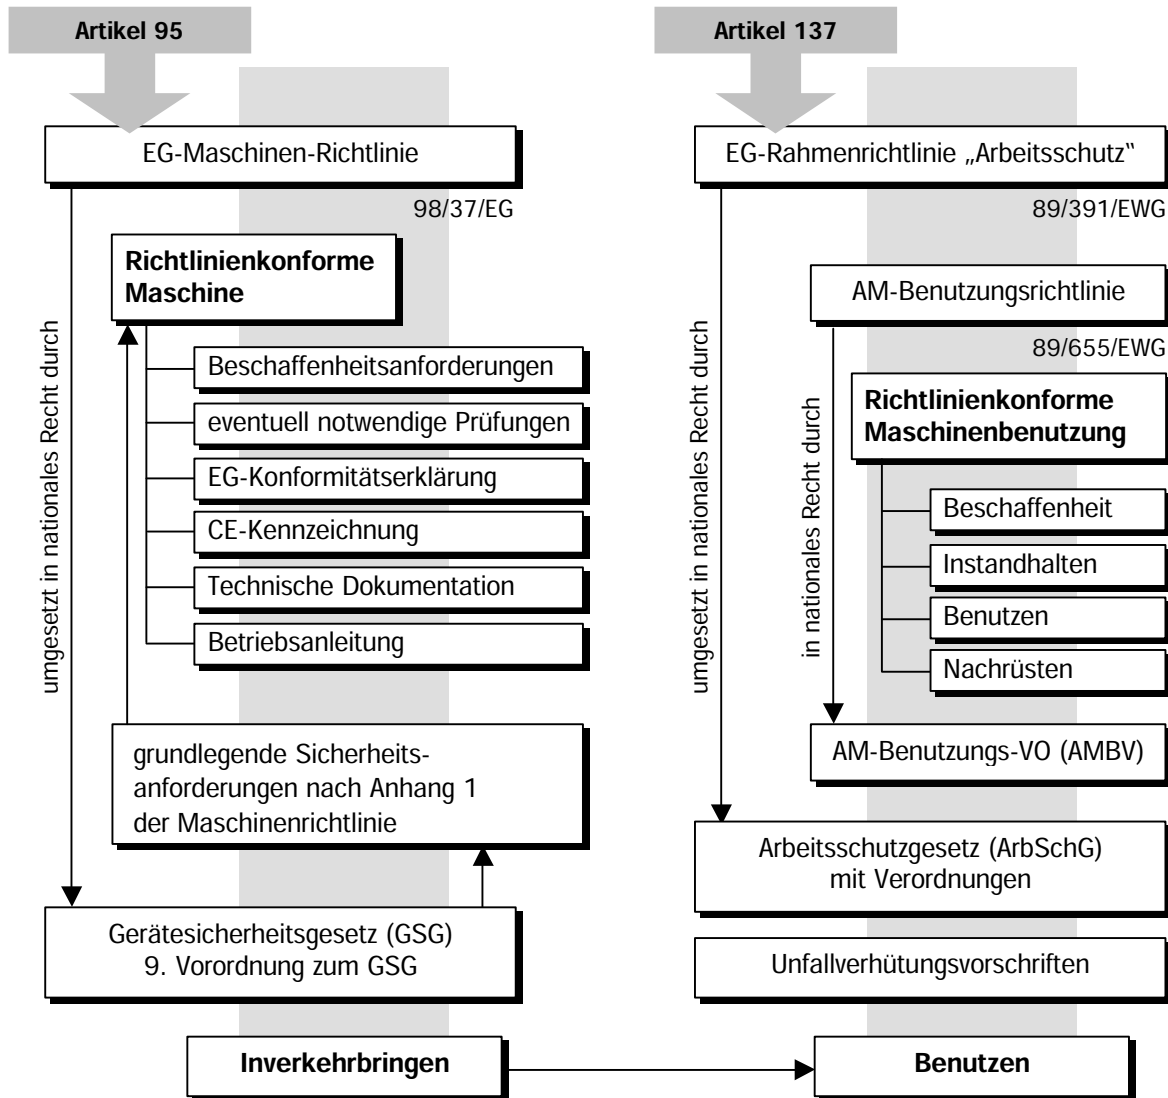 Artikel 95
EG-Maschinen-Richtlinie
98/37/EG
umgesetzt in nationales Recht durch
Richtlinienkonforme
Maschine
Beschaffenheitsanforderungen
eventuell notwendige Prüfungen
EG-Konformitätserklärung
CE-Kennzeichnung
Technische Dokumentation
Betriebsanleitung
grundlegende Sicherheits-
anforderungen nach Anhang 1
der Maschinenrichtlinie
Gerätesicherheitsgesetz (GSG)
9. Vorordnung zum GSG
Inverkehrbringen
Artikel 137
EG-Rahmenrichtlinie „Arbeitsschutz“
89/391/EWG
umgesetzt in nationales Recht durch
AM-Benutzungsrichtlinie
89/655/EWG
in nationales Recht durch
Richtlinienkonforme
Maschinenbenutzung
Beschaffenheit
Instandhalten
Benutzen
Nachrüsten
AM-Benutzungs-VO (AMBV)
Arbeitsschutzgesetz (ArbSchG)
mit Verordnungen
Unfallverhütungsvorschriften
Benutzen